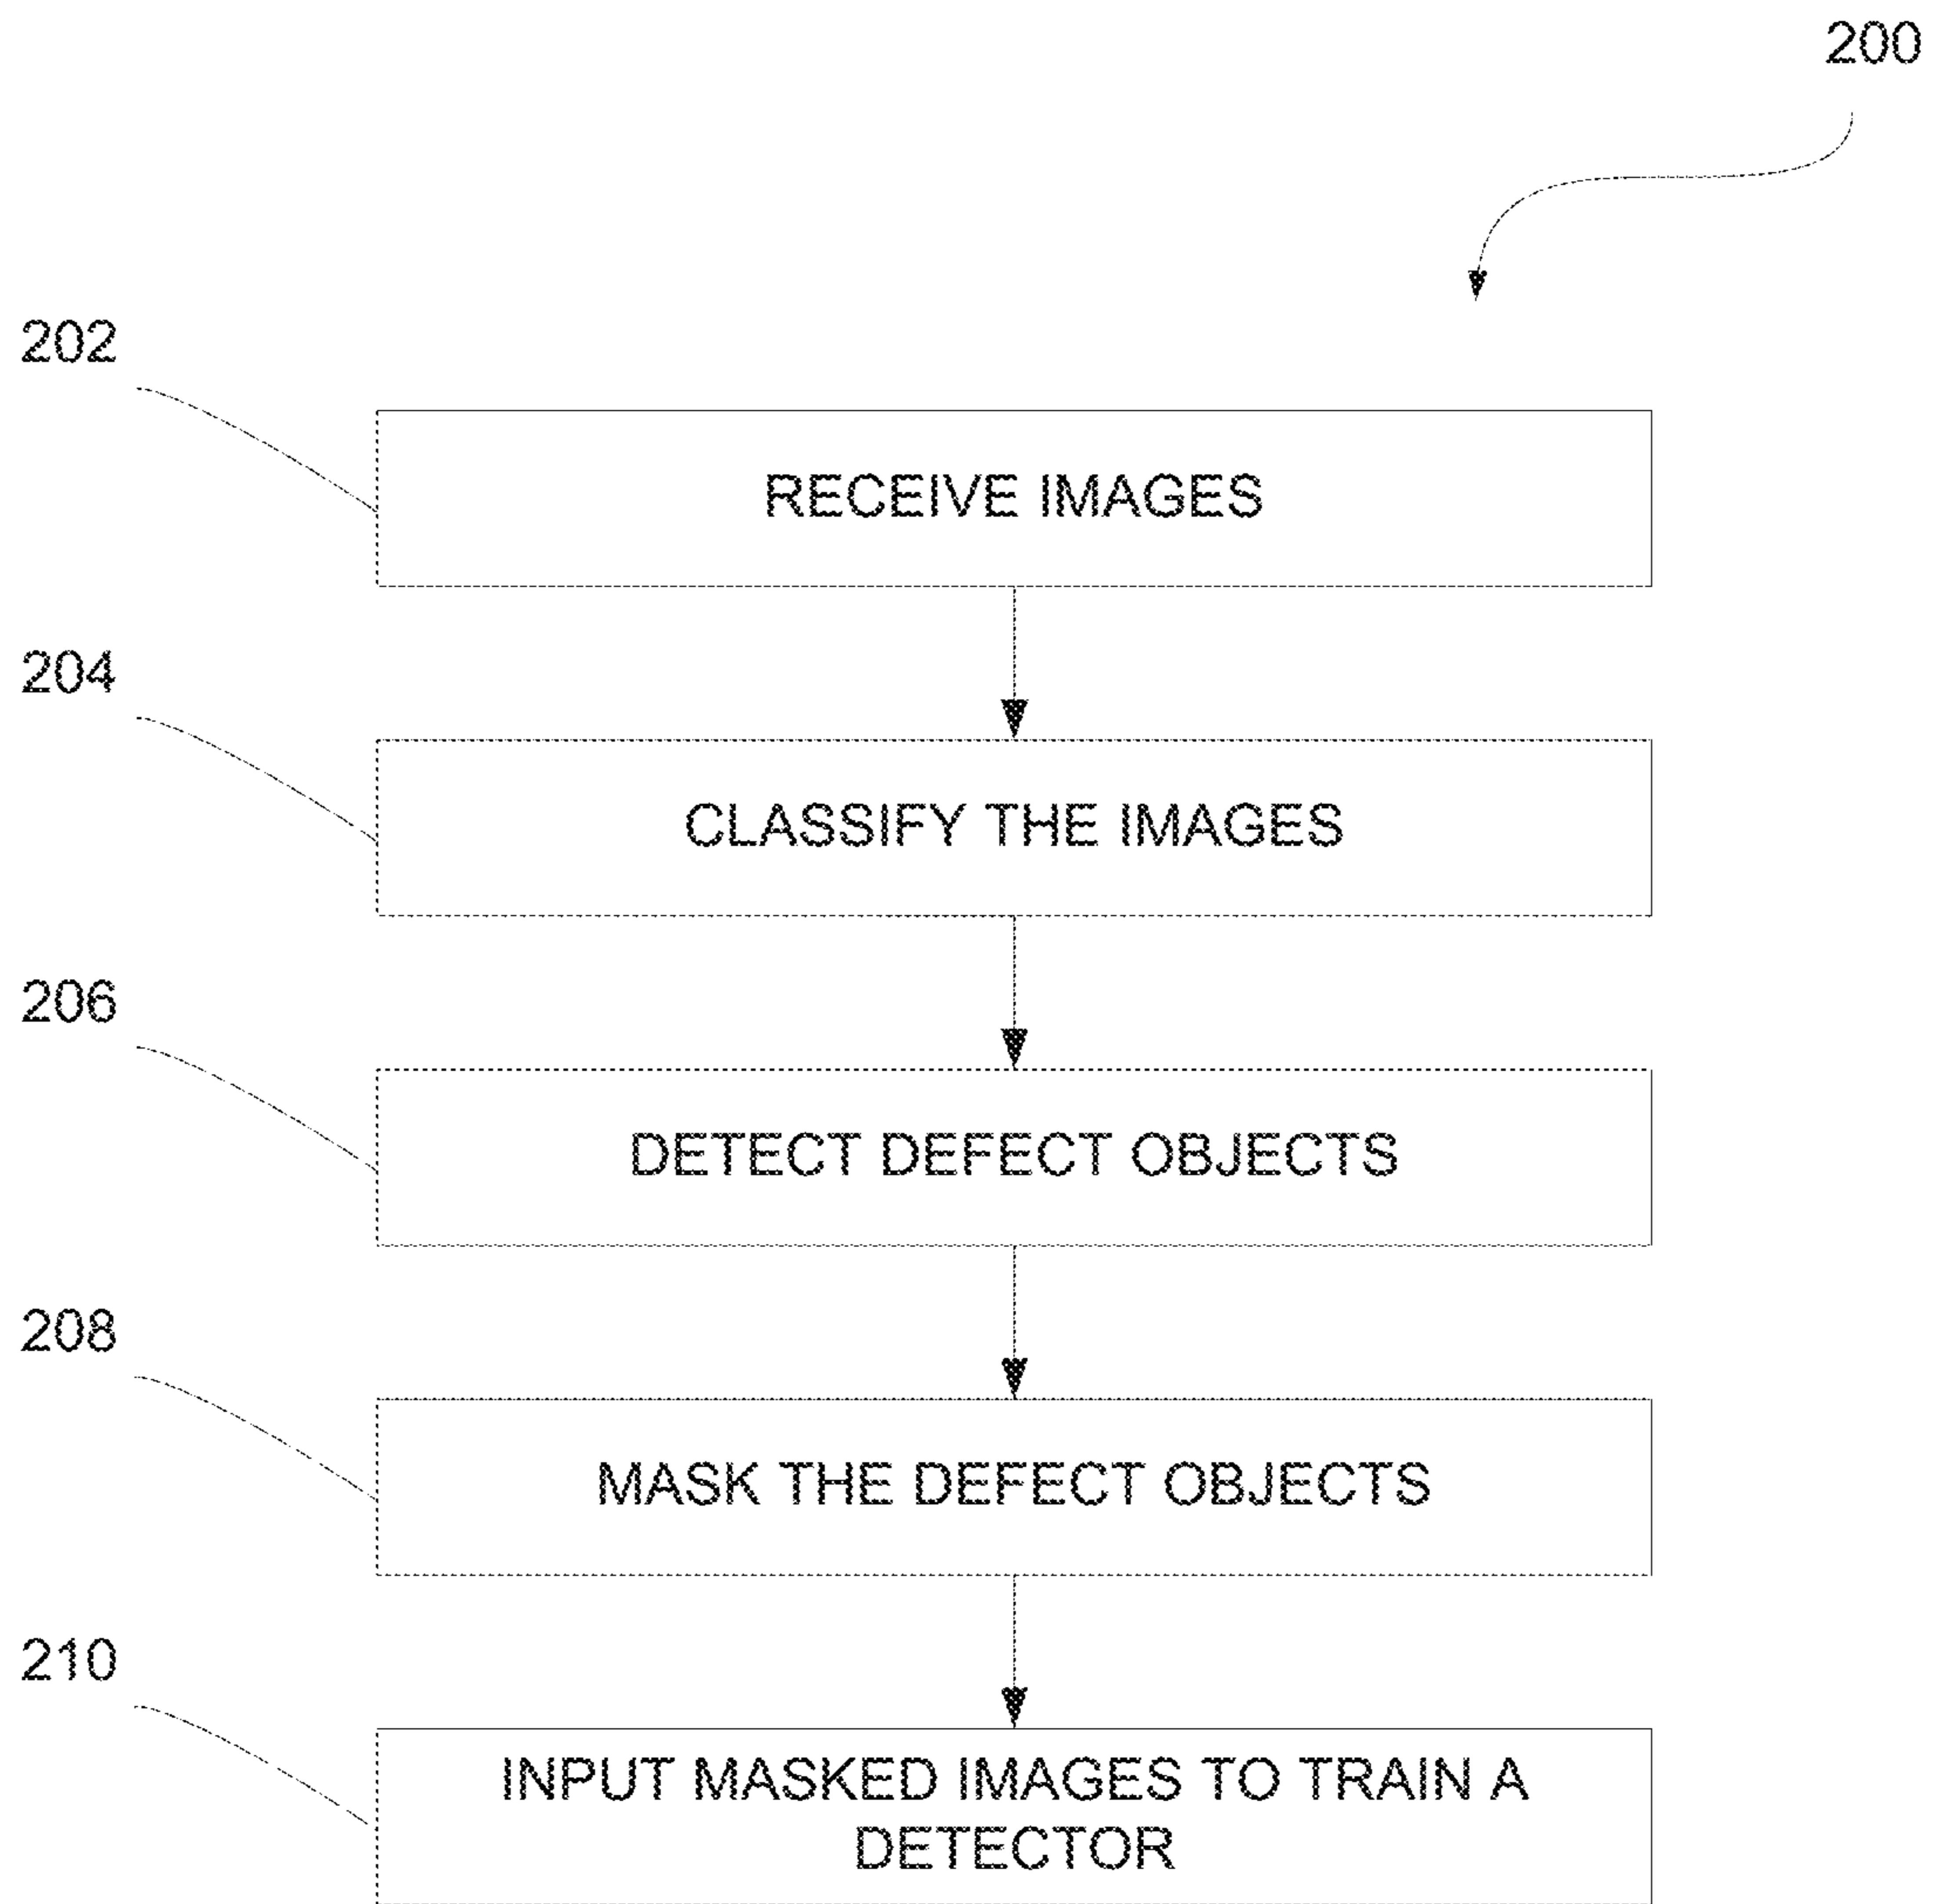 200
202
RECEIVE IMAGES
204
CLASSIFY THE IMAGES
206
DETECT DEFECT OBJECTS
208
MASK THE DEFECT OBJECTS
210
INPUT MASKED IMAGES TO TRAIN A
DETECTOR